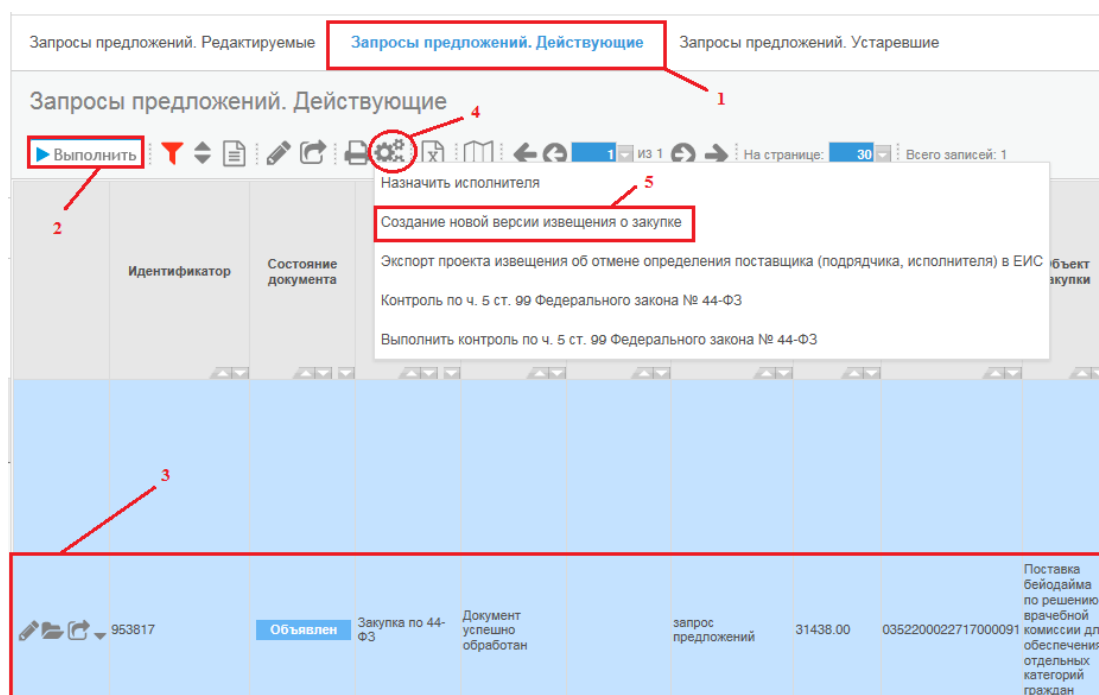 Запросы предложений. Редактируемые Запросы предложений. Действующие Запросы предложений. Устаревшие
1
Запросы предложений. Действующие
4
Выполнить 1 из 1 На странице: 30 Всего записей: 1
Назначить исполнителя
5
2
Создание новой версии извещения о закупке
Экспорт проекта извещения об отмене определения поставщика (подрядчика, исполнителя) в ЕИС
Контроль по ч. 5 ст. 99 Федерального закона № 44-ФЗ
Выполнить контроль по ч. 5 ст. 99 Федерального закона № 44-ФЗ
Идентификатор
Состояние
документа
бъект
акупки
3
953817
Объявлен
Закупка по 44-
ФЗ
Документ
успешно
обработан
запрос
предложений
31438.00
0352200022717000091
Поставка
бейодайма
по решению
врачебной
комиссии дл
обеспечения
отдельных
категорий
граждан